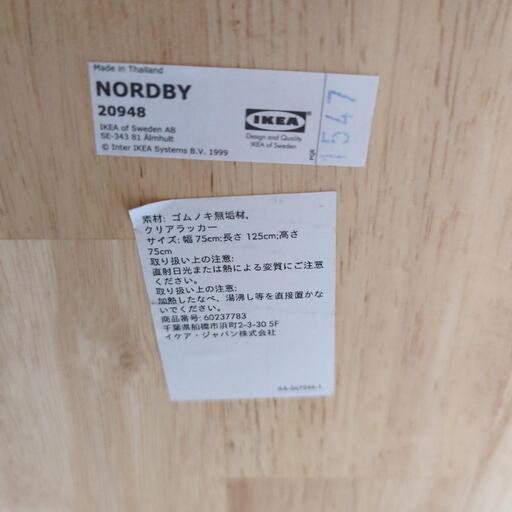 Made in Thailand
NORDBY
20948
IKEA of Sweden AB
SE-343 81 Älmhult
© Inter IKEA Systems B.V. 1999
IKEA
Design and Quality
IKEA of Sweden
1547
素材: ゴムノキ無垢材、
クリアラッカー
サイズ: 幅 75cm;長さ 125cm;高さ
75cm
取り扱い上の注意:
直射日光または熱による変質にご注意
ください。
取り扱い上の注意:
加熱したなべ、湯沸し等を直接置かな
いでください。
商品番号: 60237783
千葉県船橋市浜町2-3-30 5F
イケア・ジャパン株式会社